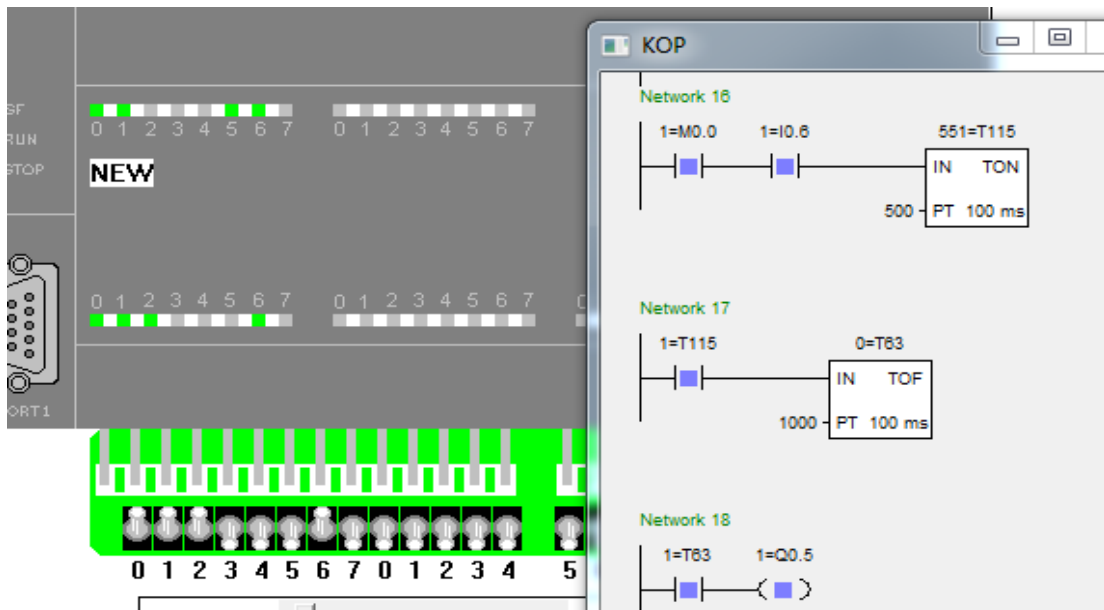 SF
0 1 2 3 4 5 6 7 0 1 2 3 4 5 6 7
RUN
STOP
NEW
0 1 2 3 4 5 6 7 0 1 2 3 4 5 6 7
ORT1
0 1 2 3 4 5 6 7 0 1 2 3 4 5
KOP
Network 16
1=M0.0 1=I0.6 551=T115
IN TON
500 PT 100 ms
Network 17
1=T115 0=T63
IN TOF
1000 PT 100 ms
Network 18
1=T63 1=Q0.5